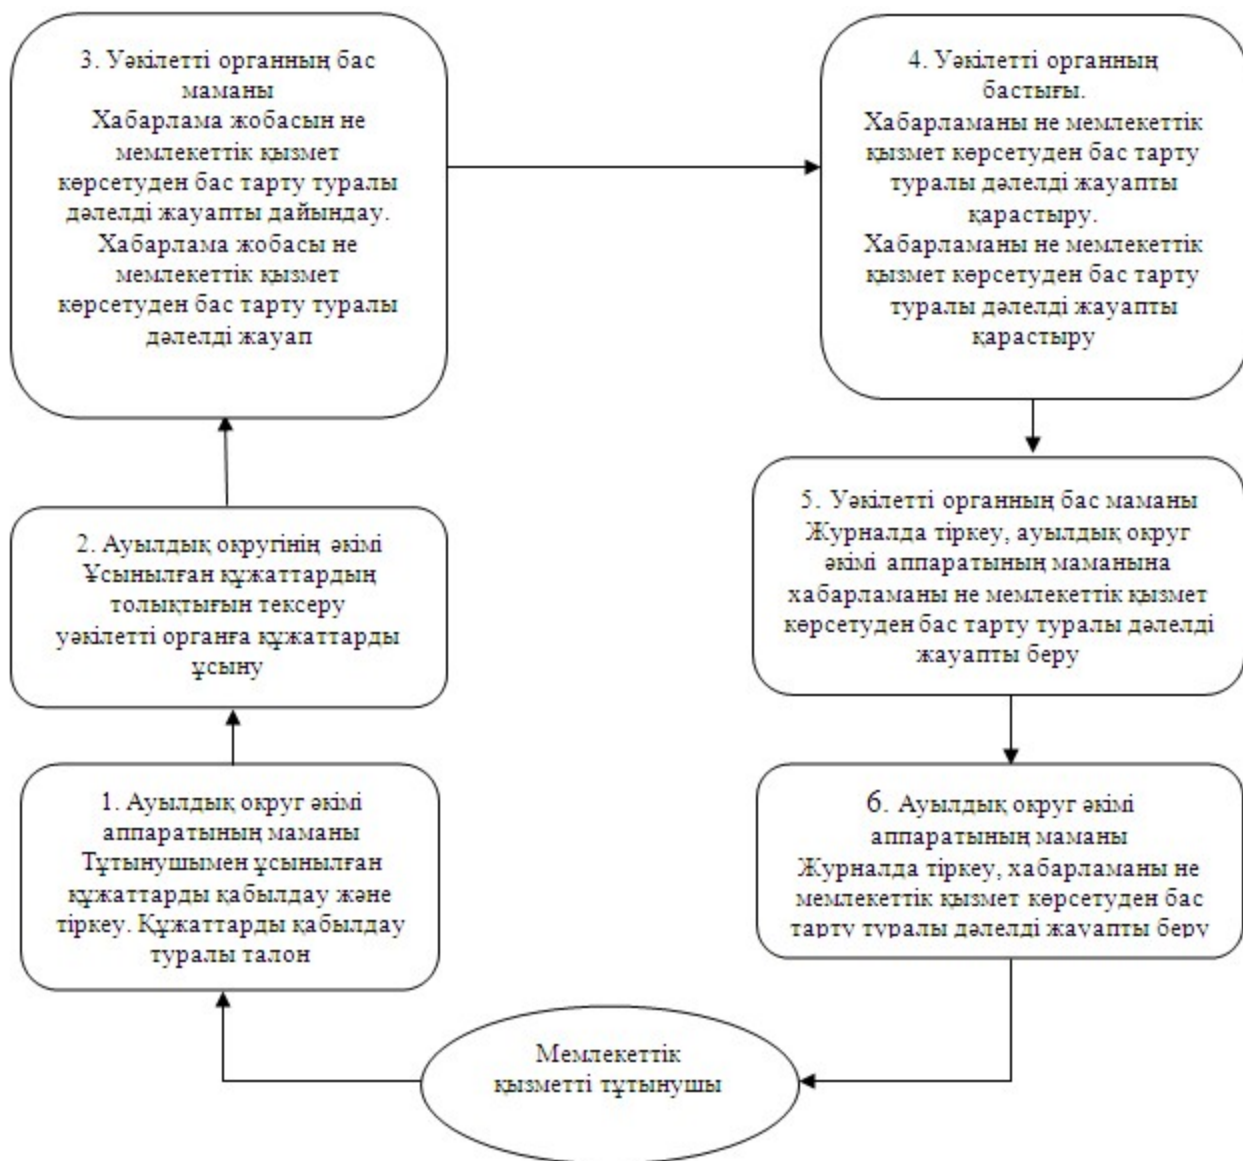 3. Уәкілетті органның бас
маманы
Хабарлама жобасын не
мемлекеттік қызмет
көрсетуден бас тарту туралы
дәлелді жауапты дайындау.
Хабарлама жобасы не
мемлекеттік қызмет
көрсетуден бас тарту туралы
дәлелді жауап
4. Уәкілетті органның
бастығы.
Хабарламаны не мемлекеттік
қызмет көрсетуден бас тарту
туралы дәлелді жауапты
қарастыру.
Хабарламаны не мемлекеттік
қызмет көрсетуден бас тарту
туралы дәлелді жауапты
қарастыру
2. Ауылдық округінің әкімі
Ұсынылған құжаттардың
толықтығын тексеру
уәкілетті органға құжаттарды
ұсыну
5. Уәкілетті органның бас маманы
Журналда тіркеу, ауылдық округ
әкімі аппаратының маманына
хабарламаны не мемлекеттік қызмет
көрсетуден бас тарту туралы дәлелді
жауапты беру
1. Ауылдық округ әкімі
аппаратының маманы
Тұтынушымен ұсынылған
құжаттарды қабылдау және
тіркеу. Құжаттарды қабылдау
туралы талон
6. Ауылдық округ әкімі
аппаратының маманы
Журналда тіркеу, хабарламаны не
мемлекеттік қызмет көрсетуден бас
тарту туралы дәлелді жауапты беру
Мемлекеттік
қызметті тұтынушы